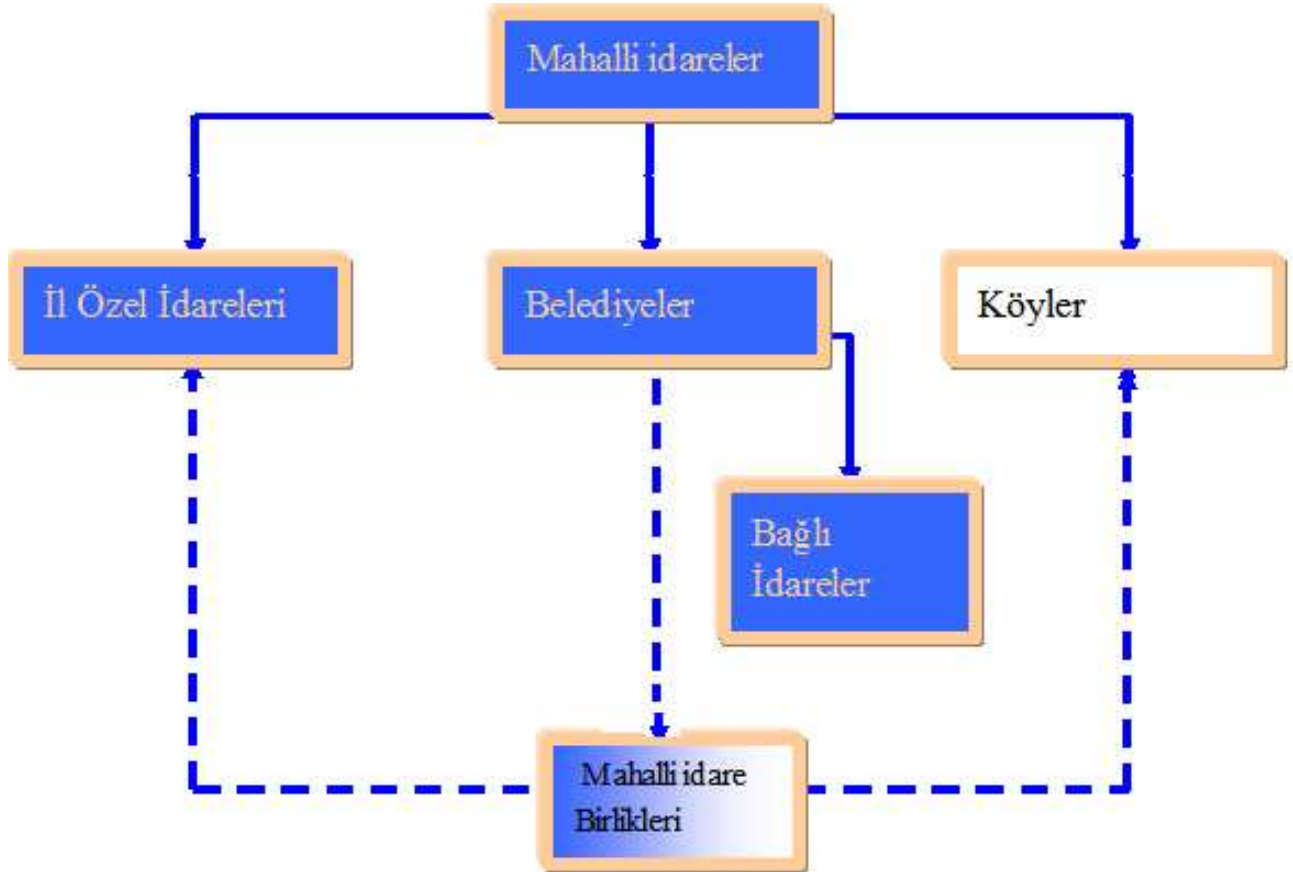 Mahalli idareler
İl Özel İdareleri
Belediyeler
Köyler
Bağlı
İdareler
Mahalli idare
Birlikleri